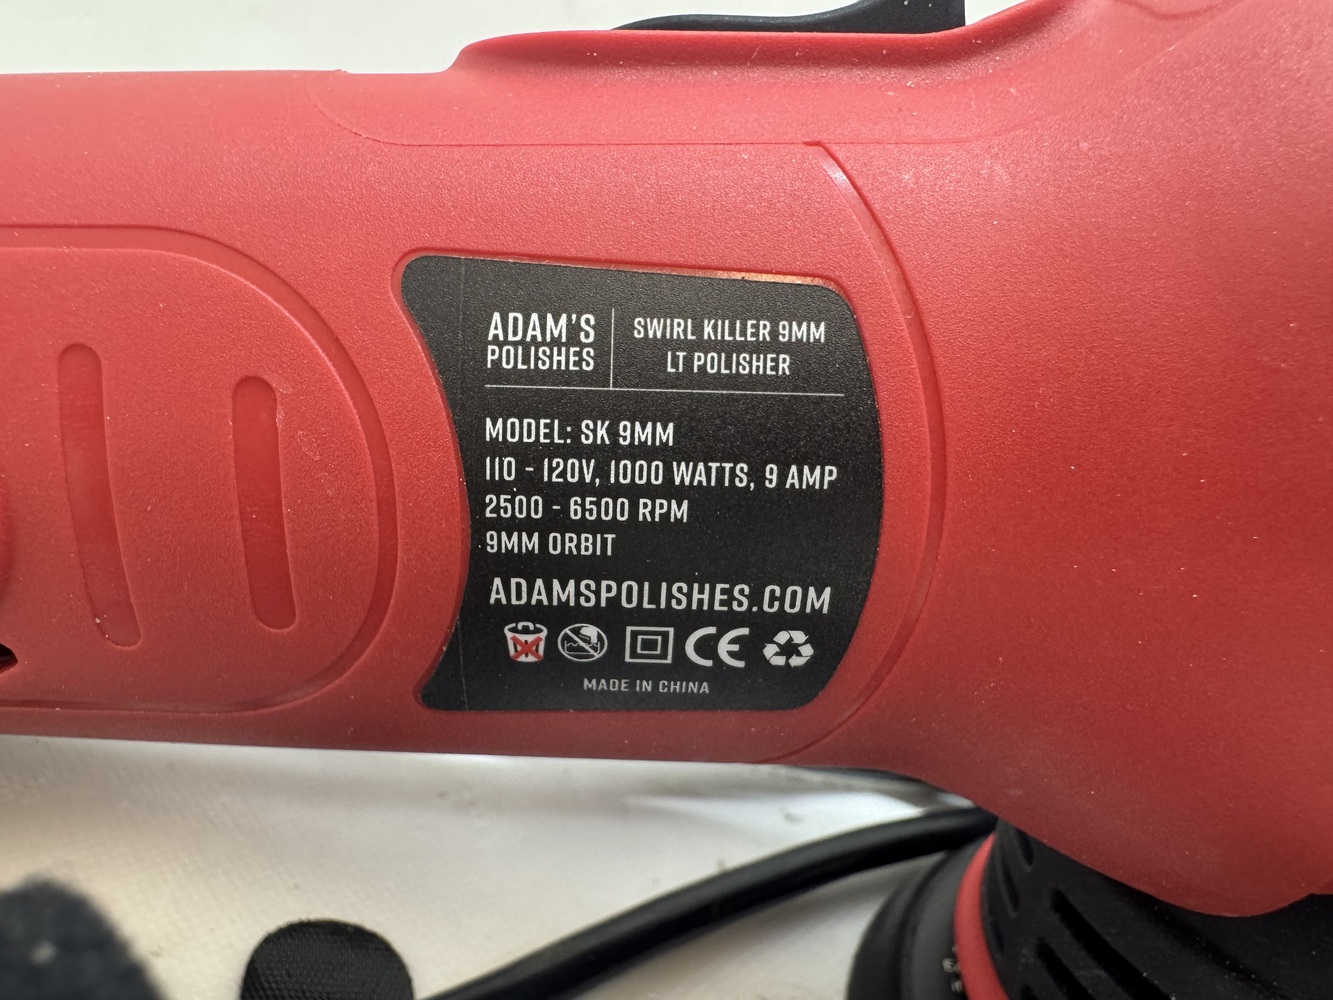 ADAM'S
POLISHES
SWIRL KILLER 9MM
LT POLISHER
MODEL: SK 9MM
110 - 120V, 1000 WATTS, 9 AMP
2500 - 6500 RPM
9MM ORBIT
ADAMSPOLISHES.COM
CE
MADE IN CHINA